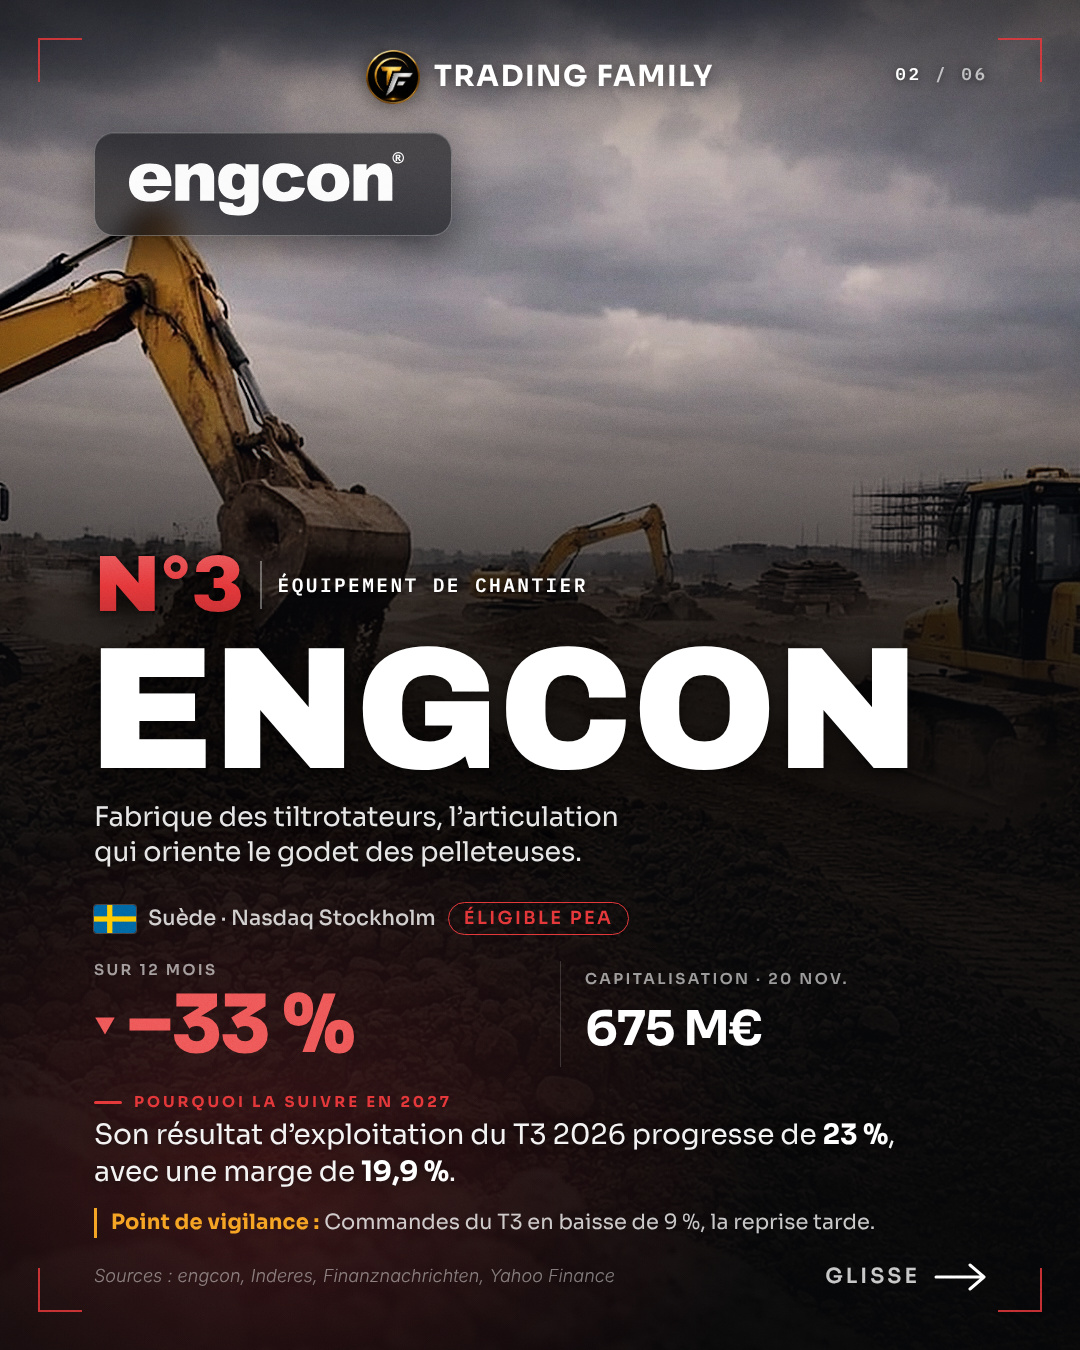 TF TRADING FAMILY
02 / 06
engcon®
N°3
ÉQUIPEMENT DE CHANTIER
ENGCON
Fabrique des tiltrotateurs, l’articulation
qui oriente le godet des pelleteuses.
Suède · Nasdaq Stockholm ÉLIGIBLE PEA
SUR 12 MOIS
▼ −33 %
CAPITALISATION · 20 NOV.
675 M€
POURQUOI LA SUIVRE EN 2027
Son résultat d’exploitation du T3 2026 progresse de 23 %,
avec une marge de 19,9 %.
Point de vigilance : Commandes du T3 en baisse de 9 %, la reprise tarde.
Sources : engcon, Inderes, Finanznachrichten, Yahoo Finance
GLISSE →